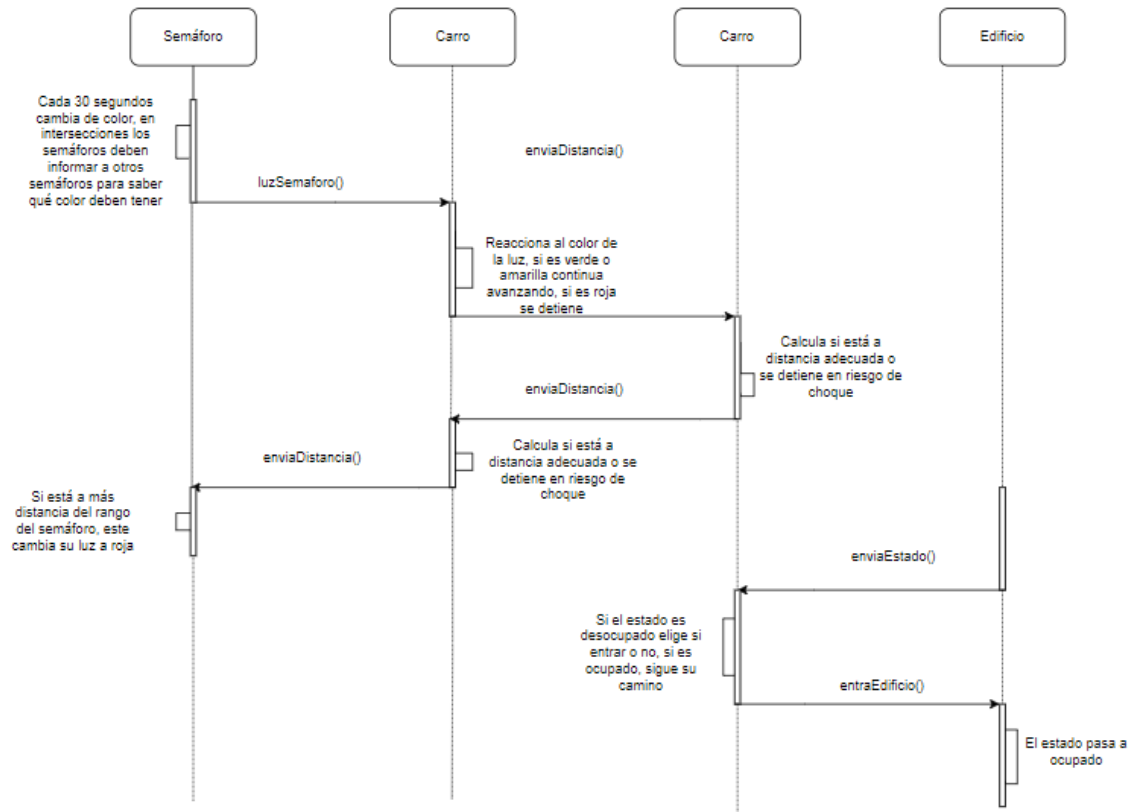 Semáforo
Carro
Carro
Edificio
Cada 30 segundos
cambia de color, en
intersecciones los
semáforos deben
informar a otros
semáforos para saber
qué color deben tener
enviaDistancia()
luzSemaforo()
Reacciona al color de
la luz, si es verde o
amarilla continua
avanzando, si es roja
se detiene
Calcula si está a
distancia adecuada o
se detiene en riesgo de
choque
enviaDistancia()
Calcula si está a
distancia adecuada o se
detiene en riesgo de
choque
enviaDistancia()
Si está a más
distancia del rango
del semáforo, este
cambia su luz a roja
enviaEstado()
Si el estado es
desocupado elige si
entrar o no, si es
ocupado, sigue su
camino
entraEdificio()
El estado pasa a
ocupado